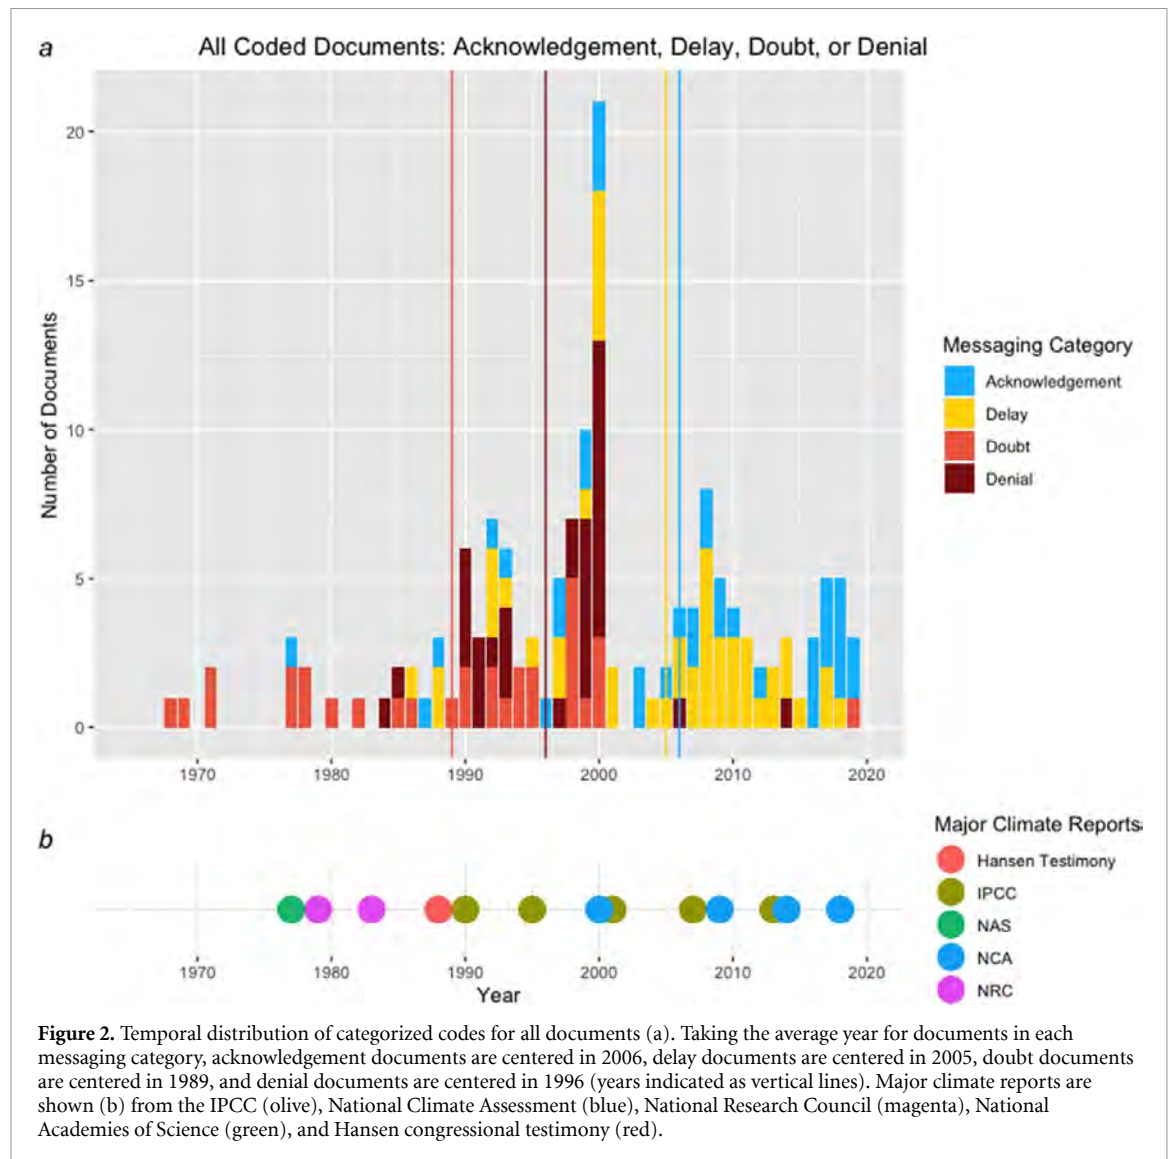 a
All Coded Documents: Acknowledgement, Delay, Doubt, or Denial
20
15
10
5
0
Number of Documents
1970 1980 1990 2000 2010 2020
Messaging Category
Acknowledgement
Delay
Doubt
Denial
b
1970 1980 1990 2000 2010 2020
Year
Major Climate Reports
Hansen Testimony
IPCC
NAS
NCA
NRC
Figure 2. Temporal distribution of categorized codes for all documents (a). Taking the average year for documents in each
messaging category, acknowledgement documents are centered in 2006, delay documents are centered in 2005, doubt documents
are centered in 1989, and denial documents are centered in 1996 (years indicated as vertical lines). Major climate reports are
shown (b) from the IPCC (olive), National Climate Assessment (blue), National Research Council (magenta), National
Academies of Science (green), and Hansen congressional testimony (red).